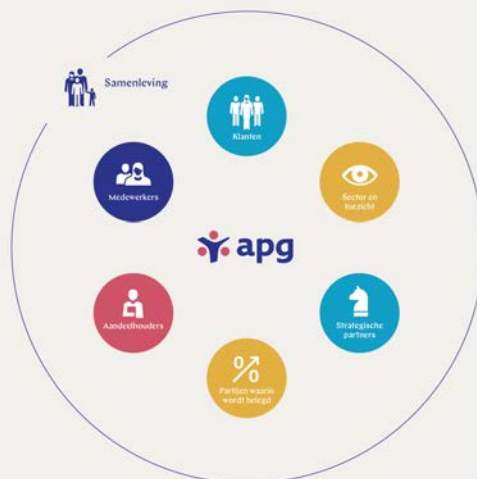 Samenleving
Klanten
Medewerkers
Sector en
toezicht
apg
Aandeelhouders
Strategische
partners
%
Partijen waarin
wordt belegd